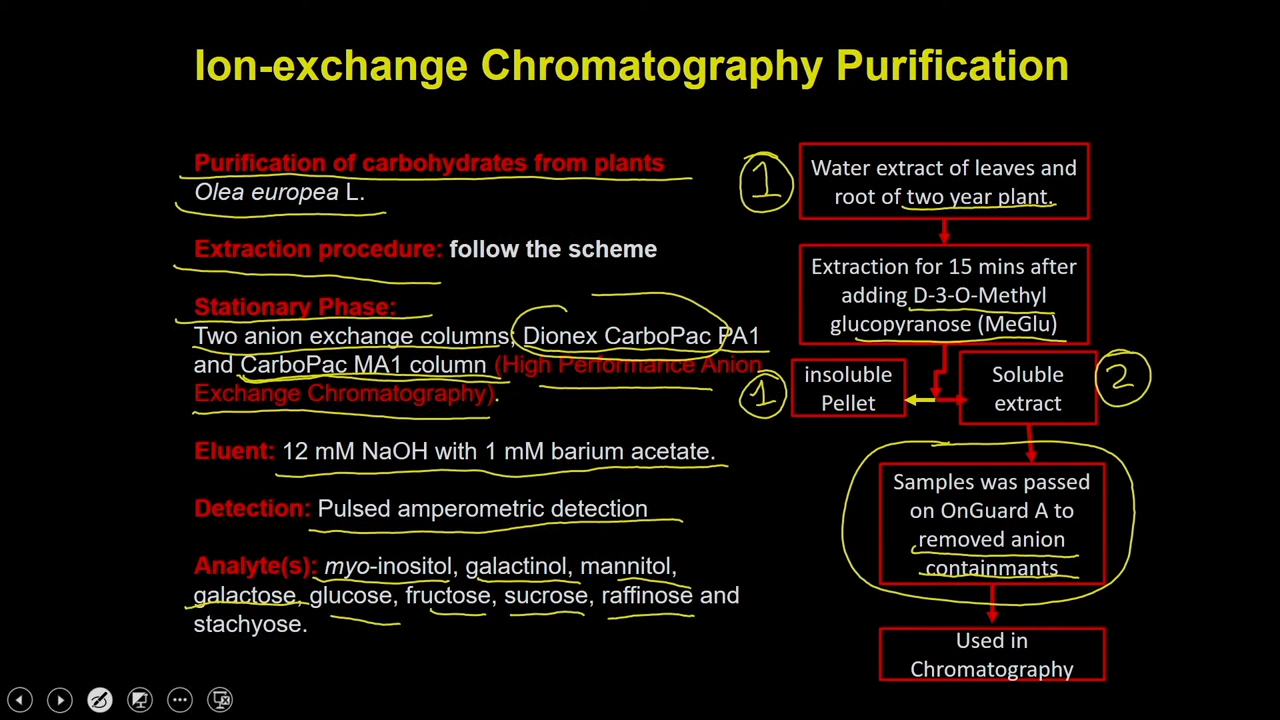 Ion-exchange Chromatography Purification
Purification of carbohydrates from plants
Olea europea L.
Extraction procedure: follow the scheme
Stationary Phase:
Two anion exchange columns; Dionex CarboPac PA1
and CarboPac MA1 column (High Performance Anion
Exchange Chromatography).
Eluent: 12 mM NaOH with 1 mM barium acetate.
Detection: Pulsed amperometric detection
Analyte(s): myo-inositol, galactinol, mannitol,
galactose, glucose, fructose, sucrose, raffinose and
stachyose.
1
Water extract of leaves and
root of two year plant.
Extraction for 15 mins after
adding D-3-O-Methyl
glucopyranose (MeGlu)
1
insoluble
Pellet
Soluble
extract
2
Samples was passed
on OnGuard A to
removed anion
containmants
Used in
Chromatography